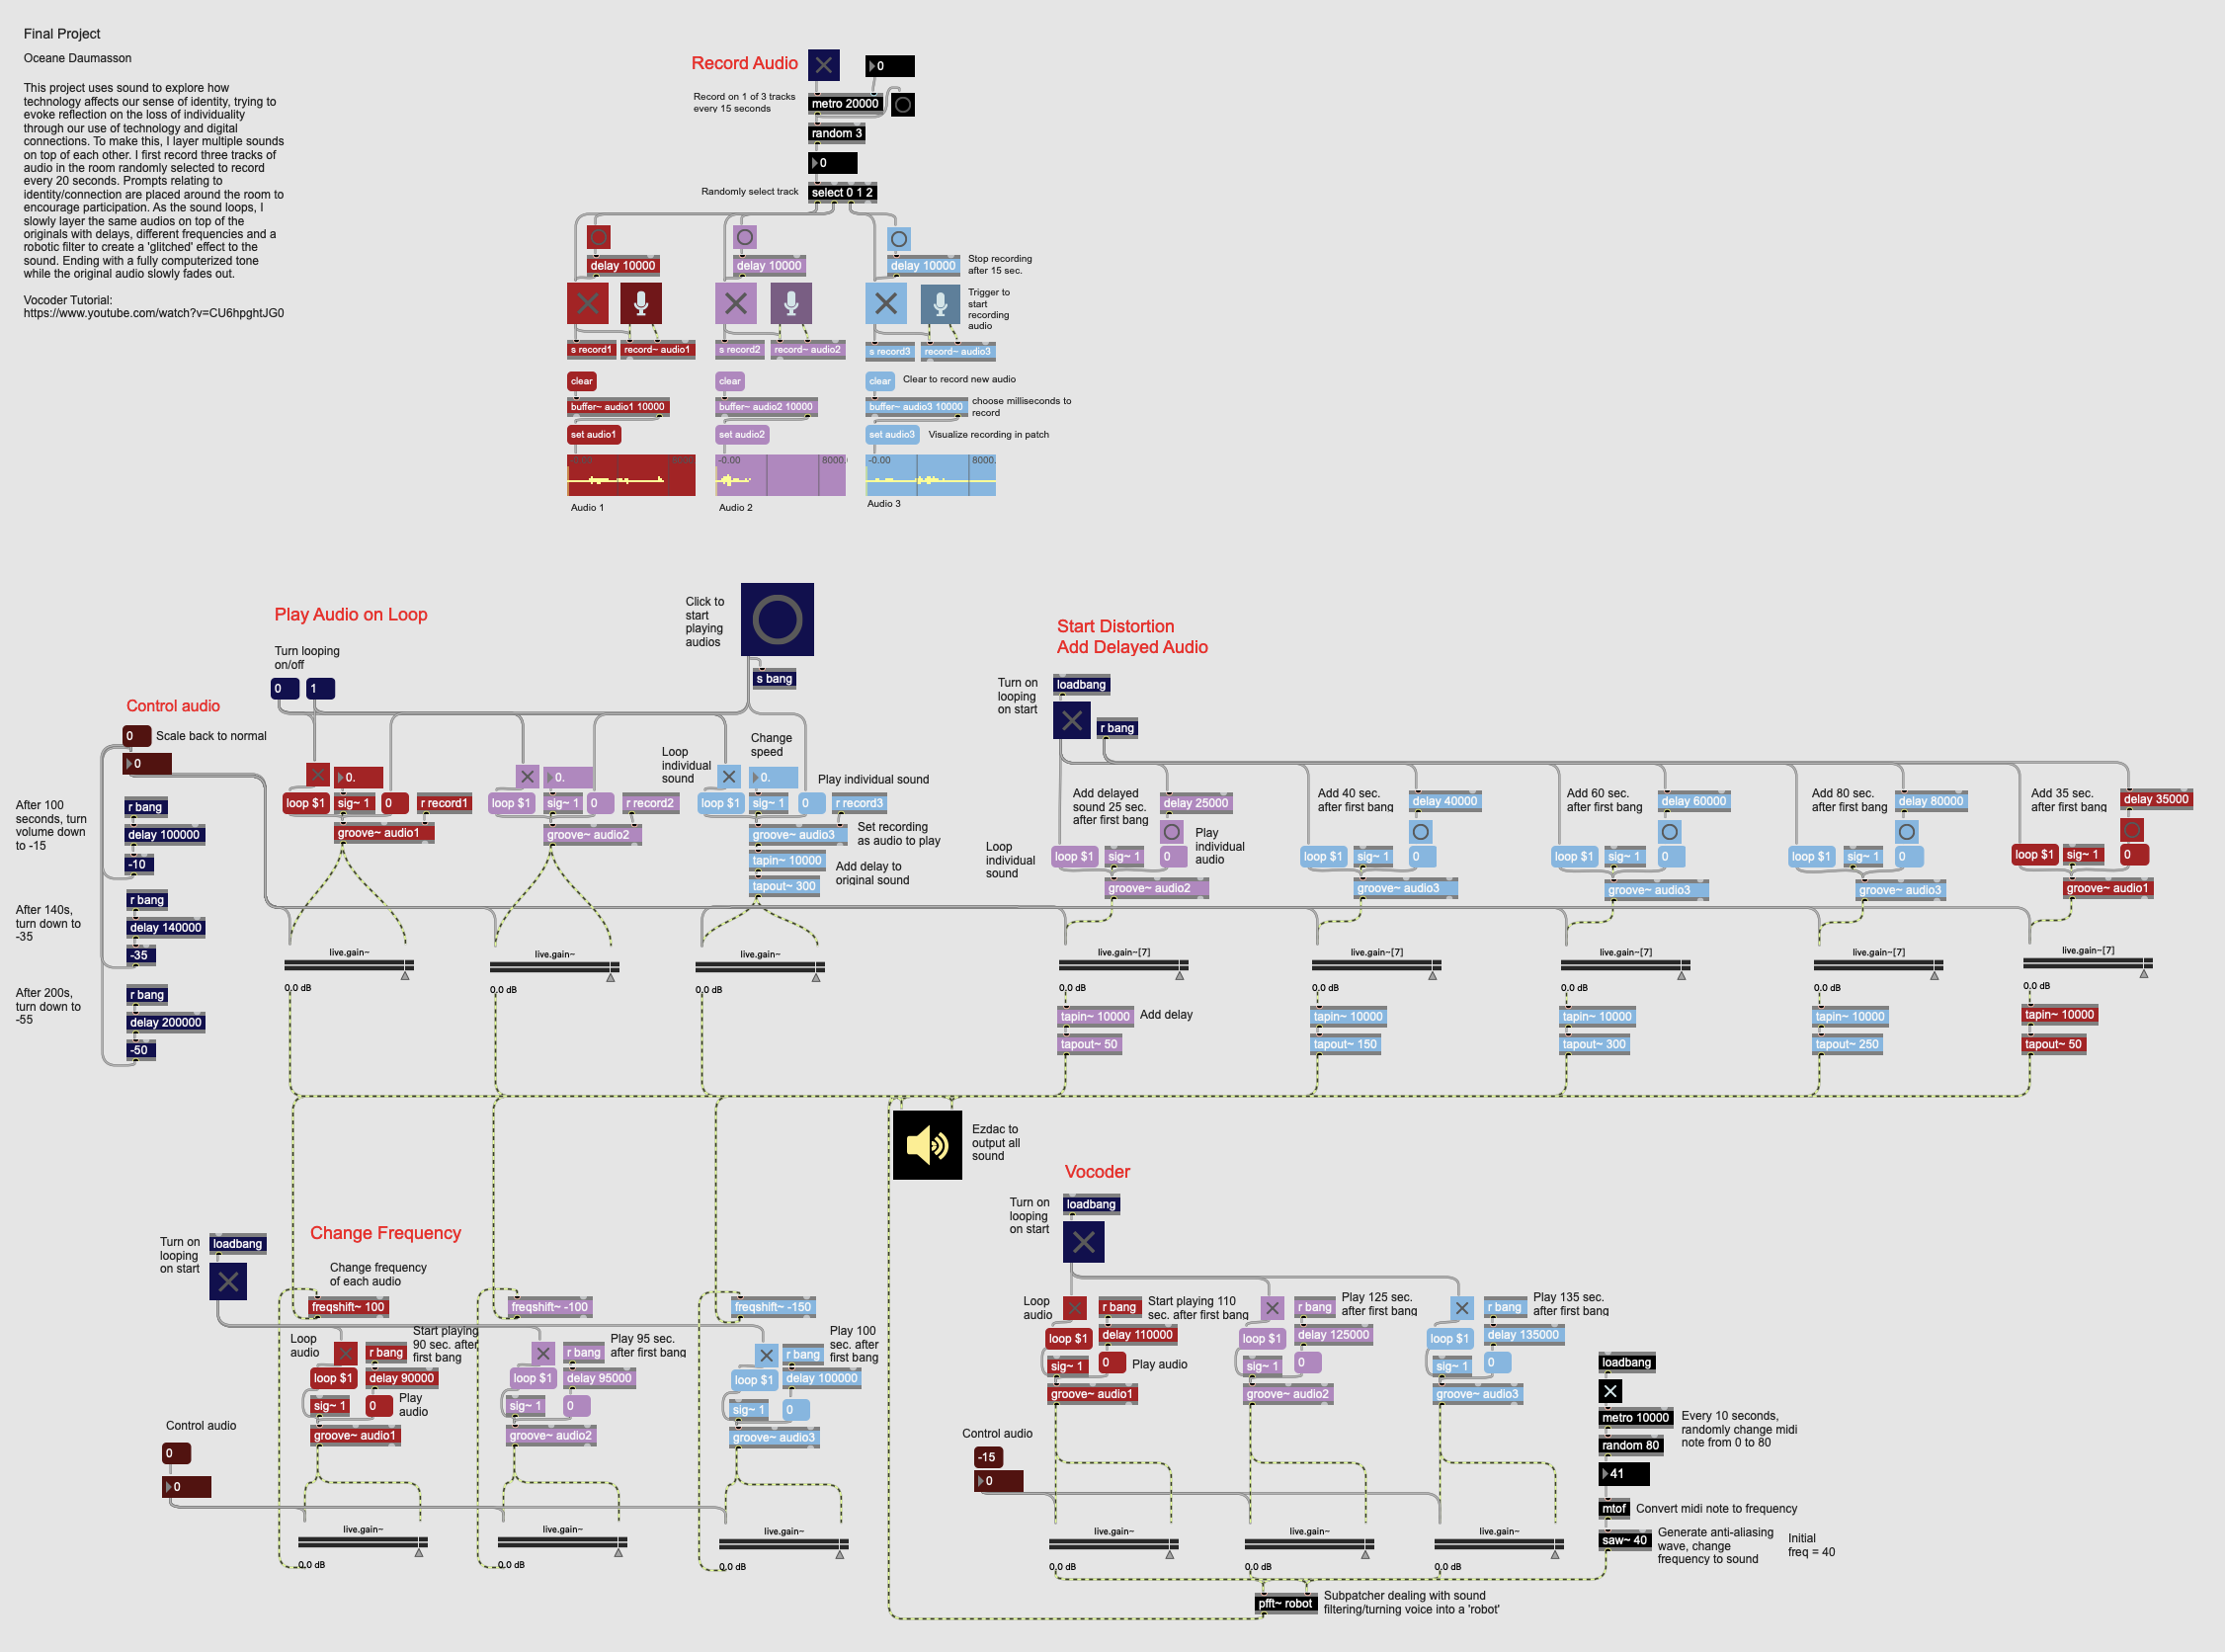 Final Project
Oceane Daumasson
This project uses sound to explore how
technology affects our sense of identity, trying to
evoke reflection on the loss of individuality
through our use of technology and digital
connections. To make this, I layer multiple sounds
on top of each other. I first record three tracks of
audio in the room randomly selected to record
every 20 seconds. Prompts relating to
identity/connection are placed around the room to
encourage participation. As the sound loops, I
slowly layer the same audios on top of the
originals with delays, different frequencies and a
robotic filter to create a 'glitched' effect to the
sound. Ending with a fully computerized tone
while the original audio slowly fades out.
Vocoder Tutorial:
https://www.youtube.com/watch?v=CU6hpghtJG0
Record Audio
0
Record on 1 of 3 tracks
every 15 seconds
metro 20000
random 3
0
Randomly select track
select 0 1 2
delay 10000
delay 10000
delay 10000
Stop recording
after 15 sec.
Trigger to
start
recording
audio
s record1
record~ audio1
s record2
record~ audio2
s record3
record~ audio3
clear
clear
clear
Clear to record new audio
buffer~ audio1 10000
buffer~ audio2 10000
buffer~ audio3 10000
choose milliseconds to
record
set audio1
set audio2
set audio3
Visualize recording in patch
-0.00
8000.
-0.00
8000.
Audio 1
Audio 2
Audio 3
Play Audio on Loop
Turn looping
on/off
0
1
Click to
start
playing
audios
s bang
Control audio
0
Scale back to normal
0
After 100
seconds, turn
volume down
to -15
r bang
delay 100000
-10
After 140s,
turn down to
-35
r bang
delay 140000
-35
After 200s,
turn down to
-55
r bang
delay 200000
-50
0.
loop $1
sig~ 1
0
r record1
groove~ audio1
0.
loop $1
sig~ 1
0
r record2
groove~ audio2
Loop
individual
sound
Change
speed
0.
Play individual sound
loop $1
sig~ 1
0
r record3
groove~ audio3
Set recording
as audio to play
tapin~ 10000
Add delay to
original sound
tapout~ 300
live.gain~
0.0 dB
live.gain~
0.0 dB
live.gain~
0.0 dB
Start Distortion
Add Delayed Audio
Turn on
looping
on start
loadbang
r bang
Add delayed
sound 25 sec.
after first bang
delay 25000
Loop
individual
sound
loop $1
sig~ 1
0
Play
individual
audio
groove~ audio2
Add 40 sec.
after first bang
delay 40000
loop $1
sig~ 1
0
groove~ audio3
Add 60 sec.
after first bang
delay 60000
loop $1
sig~ 1
0
groove~ audio3
Add 80 sec.
after first bang
delay 80000
loop $1
sig~ 1
0
groove~ audio3
Add 35 sec.
after first bang
delay 35000
loop $1
sig~ 1
0
groove~ audio1
live.gain~[7]
0.0 dB
tapin~ 10000
Add delay
tapout~ 50
live.gain~[7]
0.0 dB
tapin~ 10000
tapout~ 150
live.gain~[7]
0.0 dB
tapin~ 10000
tapout~ 300
live.gain~[7]
0.0 dB
tapin~ 10000
tapout~ 250
live.gain~[7]
0.0 dB
tapin~ 10000
tapout~ 50
Ezdac to
output all
sound
Change Frequency
Turn on
looping
on start
loadbang
Change frequency
of each audio
freqshift~ 100
freqshift~ -100
freqshift~ -150
Loop
audio
r bang
Start playing
90 sec. after
first bang
loop $1
delay 90000
sig~ 1
0
Play
audio
groove~ audio1
r bang
Play 95 sec.
after first bang
loop $1
delay 95000
sig~ 1
0
groove~ audio2
r bang
Play 100
sec. after
first bang
loop $1
delay 100000
sig~ 1
0
groove~ audio3
Control audio
0
0
live.gain~
0.0 dB
live.gain~
0.0 dB
live.gain~
0.0 dB
Vocoder
Turn on
looping
on start
loadbang
Loop
audio
r bang
Start playing 110
sec. after first bang
loop $1
delay 110000
sig~ 1
0
Play audio
groove~ audio1
r bang
Play 125 sec.
after first bang
loop $1
delay 125000
sig~ 1
0
groove~ audio2
r bang
Play 135 sec.
after first bang
loop $1
delay 135000
sig~ 1
0
groove~ audio3
Control audio
-15
0
live.gain~
0.0 dB
live.gain~
0.0 dB
live.gain~
0.0 dB
loadbang
metro 10000
Every 10 seconds,
randomly change midi
note from 0 to 80
random 80
41
mtof
Convert midi note to frequency
saw~ 40
Generate anti-aliasing
wave, change
frequency to sound
Initial
freq = 40
pfft~ robot
Subpatcher dealing with sound
filtering/turning voice into a 'robot'